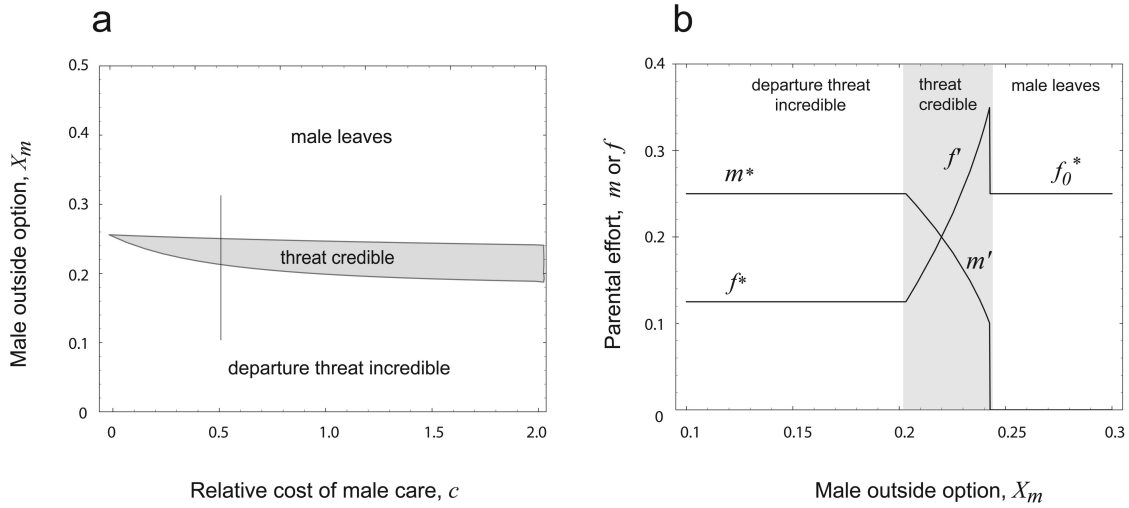 a
0.5
0.4
0.3
0.2
0.1
0
Male outside option, Xm
male leaves
threat credible
departure threat incredible
0
0.5
1.0
1.5
2.0
Relative cost of male care, c
b
0.4
0.3
0.2
0.1
0
Parental effort, m or f
departure threat
incredible
threat
credible
male leaves
m*
f*
f'
m'
f0*
0.1
0.15
0.2
0.25
0.3
Male outside option, Xm